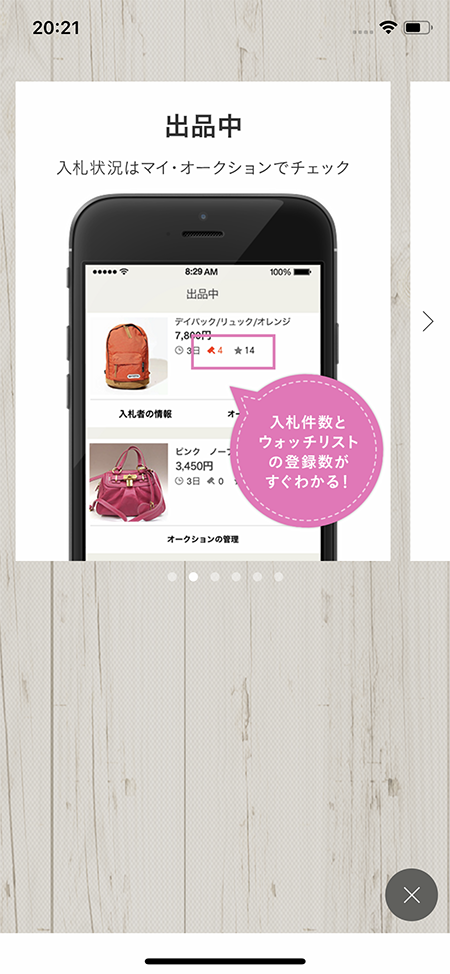 20:21
出品中
入札状況はマイ・オークションでチェック
8:29 AM
100%
出品中
デイパック/リュック/オレンジ
7,800円
3日 4 14
入札者の情報 オー
入札件数と
ウォッチリスト
の登録数が
すぐわかる!
ピンク ノーブ
3,450円
3日 0
オークションの管理